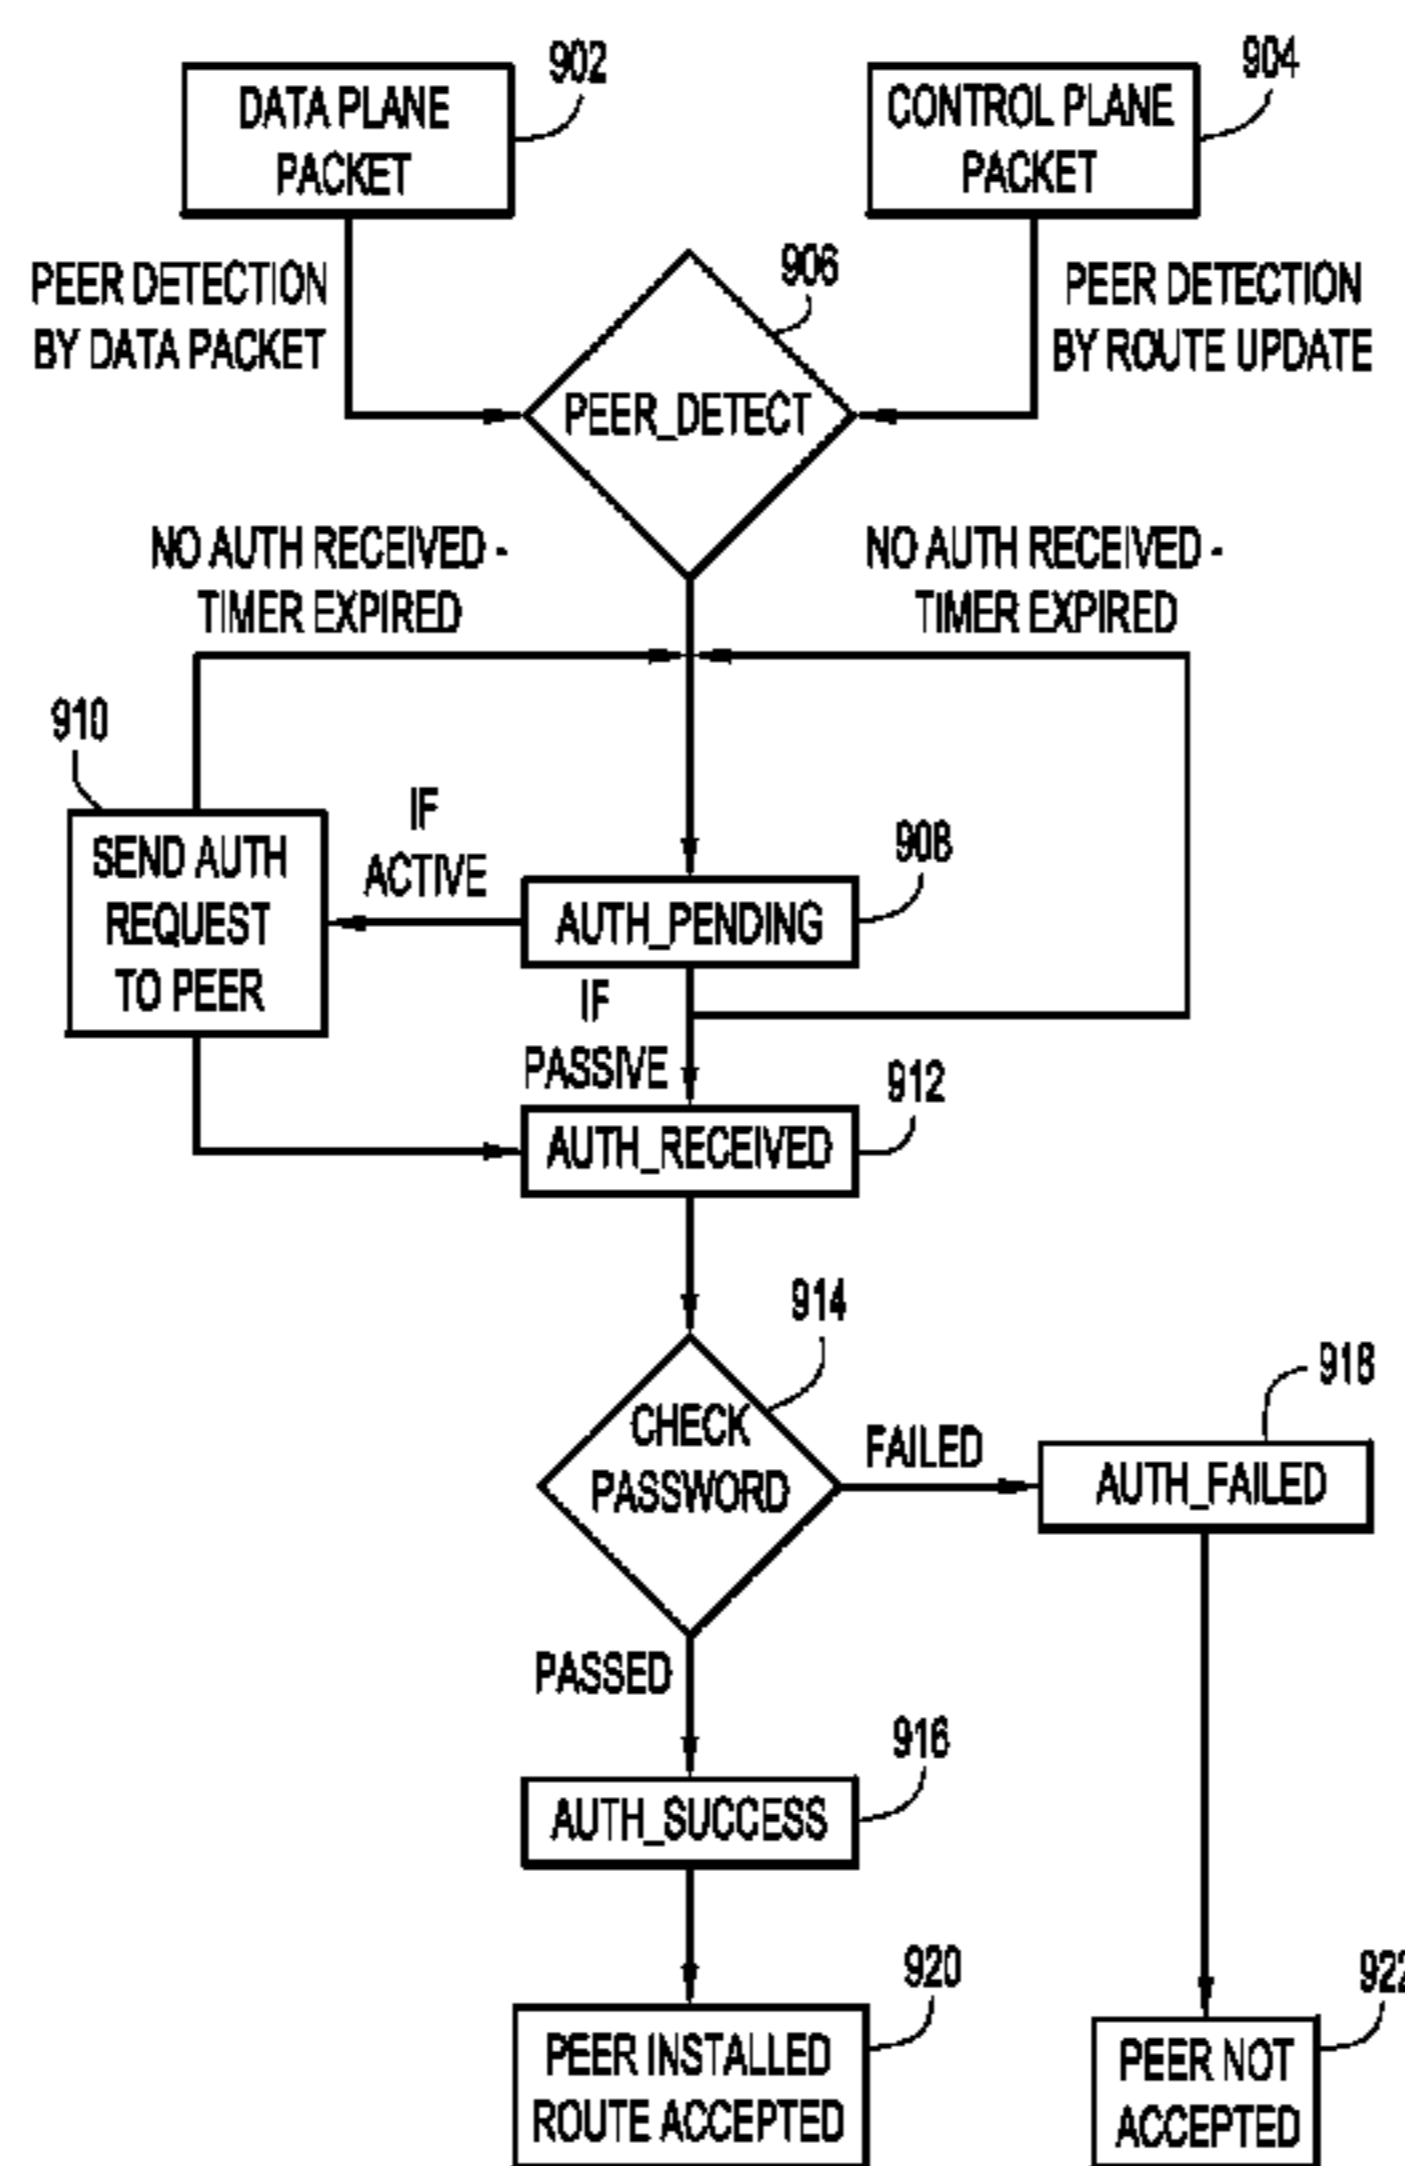 902
904
DATA PLANE
PACKET
CONTROL PLANE
PACKET
PEER DETECTION
BY DATA PACKET
906
PEER DETECTION
BY ROUTE UPDATE
PEER_DETECT
NO AUTH RECEIVED -
TIMER EXPIRED
NO AUTH RECEIVED -
TIMER EXPIRED
910
SEND AUTH
REQUEST
TO PEER
IF
ACTIVE
908
AUTH_PENDING
IF
PASSIVE
912
AUTH_RECEIVED
914
CHECK
PASSWORD
FAILED
918
AUTH_FAILED
PASSED
916
AUTH_SUCCESS
920
PEER INSTALLED
ROUTE ACCEPTED
922
PEER NOT
ACCEPTED